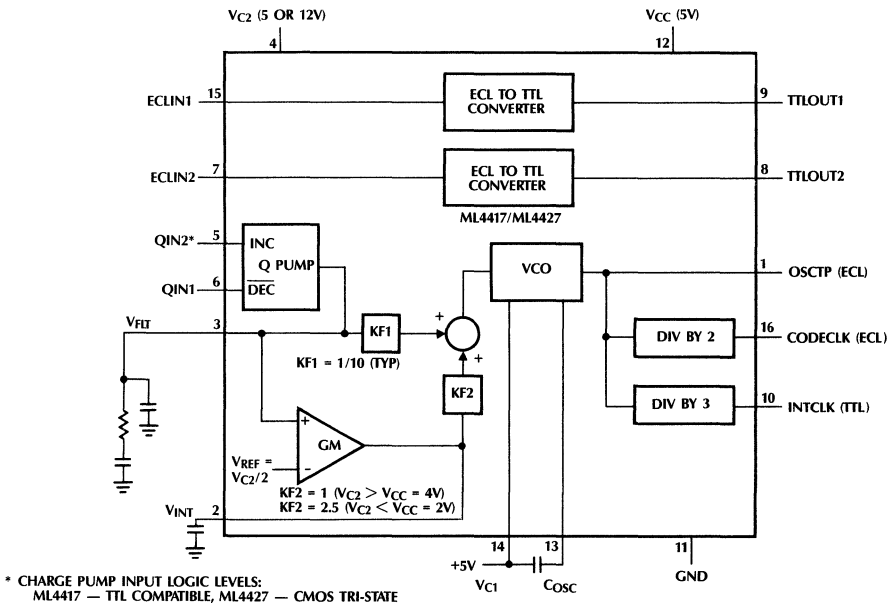 VC2 (5 OR 12V)
4
VCC (5V)
12
ECLIN1
15
ECL TO TTL
CONVERTER
9
TTLOUT1
ECLIN2
7
ECL TO TTL
CONVERTER
8
TTLOUT2
ML4417/ML4427
QIN2*
5
INC
Q PUMP
QIN1
6
DEC
VCO
1
OSCTP (ECL)
VFLT
3
KF1
+
+
KF1 = 1/10 (TYP)
DIV BY 2
16
CODECLK (ECL)
KF2
DIV BY 3
10
INTCLK (TTL)
+
GM
VREF =
VC2/2
–
KF2 = 1 (VC2 > VCC = 4V)
KF2 = 2.5 (VC2 < VCC = 2V)
VINT
2
14
13
11
+5V
VC1
COSC
GND
* CHARGE PUMP INPUT LOGIC LEVELS:
ML4417 — TTL COMPATIBLE, ML4427 — CMOS TRI-STATE